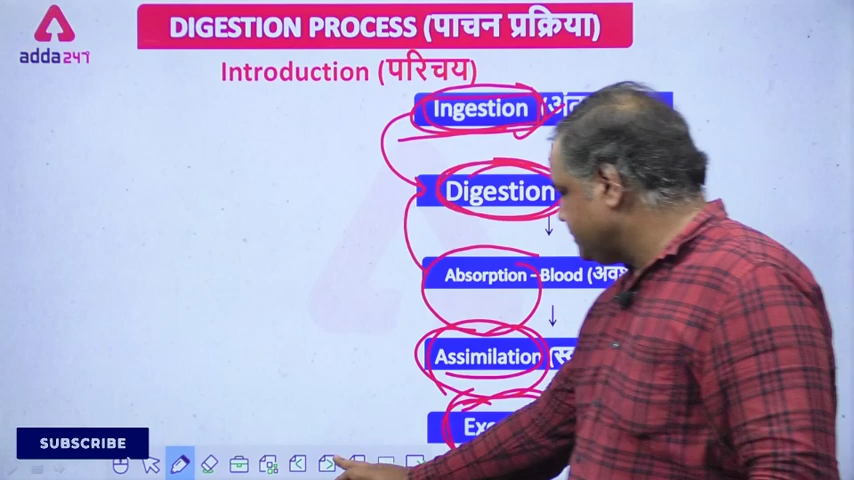 DIGESTION PROCESS (पाचन प्रक्रिया)
adda247
Introduction (परिचय)
Ingestion
Digestion
Absorption - Blood
Assimilation
SUBSCRIBE